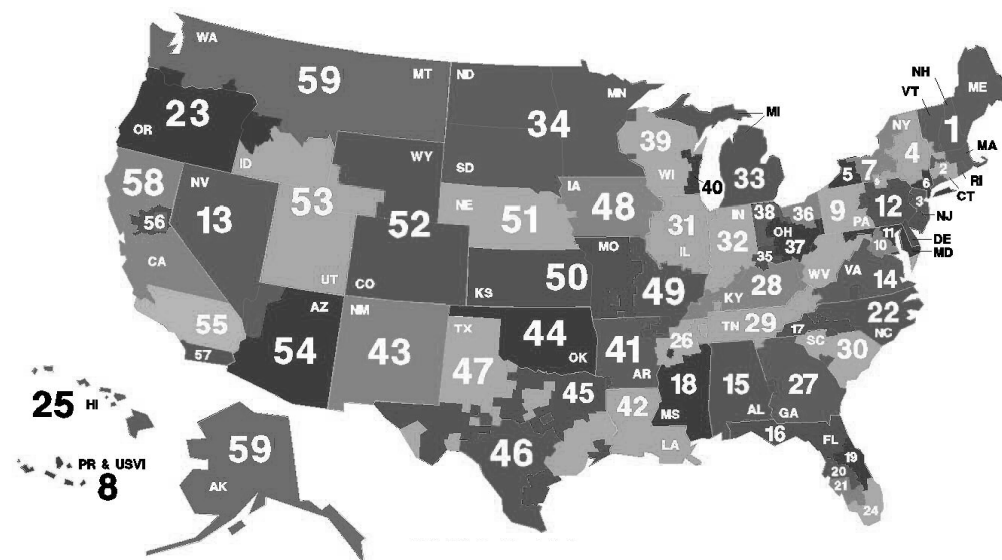 WA
59
MT
ND
MIN
MI
NH
VT
ME
23
OR
34
39
NY
1
4
MA
ID
WY
SD
WI
40
33
5
7
9
2
RI
6
CT
58
NV
53
NE
51
IA
48
31
IN
38
36
9
PA
12
3
NJ
56
13
52
32
OH
37
11
DE
10
MD
CA
UT
CO
KS
50
MO
49
IL
35
WV
VA
14
28
KY
55
57
AZ
54
NM
43
TX
47
44
OK
41
AR
26
TN
29
17
22
NC
SC
30
18
MS
15
AL
27
GA
45
42
LA
46
16
FL
19
20
21
24
25 HI
59
AK
PR & USVI
8